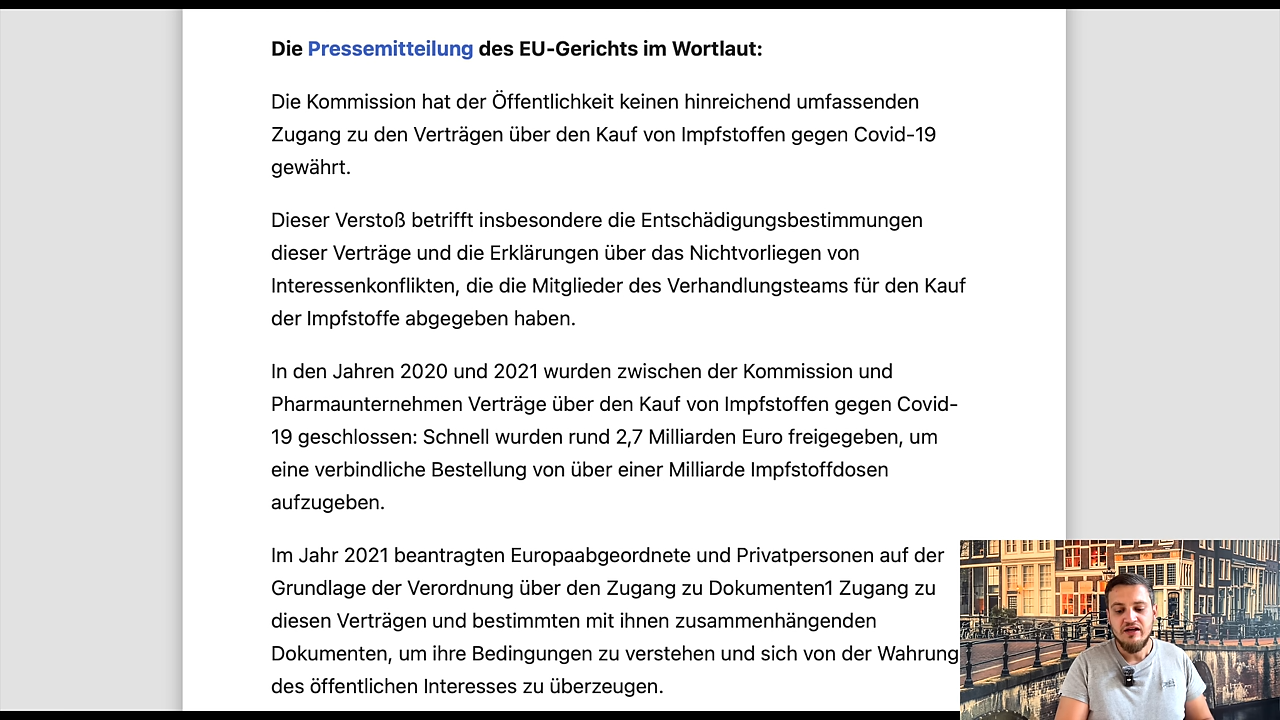 Die Pressemitteilung des EU-Gerichts im Wortlaut:
Die Kommission hat der Öffentlichkeit keinen hinreichend umfassenden
Zugang zu den Verträgen über den Kauf von Impfstoffen gegen Covid-19
gewährt.
Dieser Verstoß betrifft insbesondere die Entschädigungsbestimmungen
dieser Verträge und die Erklärungen über das Nichtvorliegen von
Interessenkonflikten, die die Mitglieder des Verhandlungsteams für den Kauf
der Impfstoffe abgegeben haben.
In den Jahren 2020 und 2021 wurden zwischen der Kommission und
Pharmaunternehmen Verträge über den Kauf von Impfstoffen gegen Covid-
19 geschlossen: Schnell wurden rund 2,7 Milliarden Euro freigegeben, um
eine verbindliche Bestellung von über einer Milliarde Impfstoffdosen
aufzugeben.
Im Jahr 2021 beantragten Europaabgeordnete und Privatpersonen auf der
Grundlage der Verordnung über den Zugang zu Dokumenten1 Zugang zu
diesen Verträgen und bestimmten mit ihnen zusammenhängenden
Dokumenten, um ihre Bedingungen zu verstehen und sich von der Wahrung
des öffentlichen Interesses zu überzeugen.